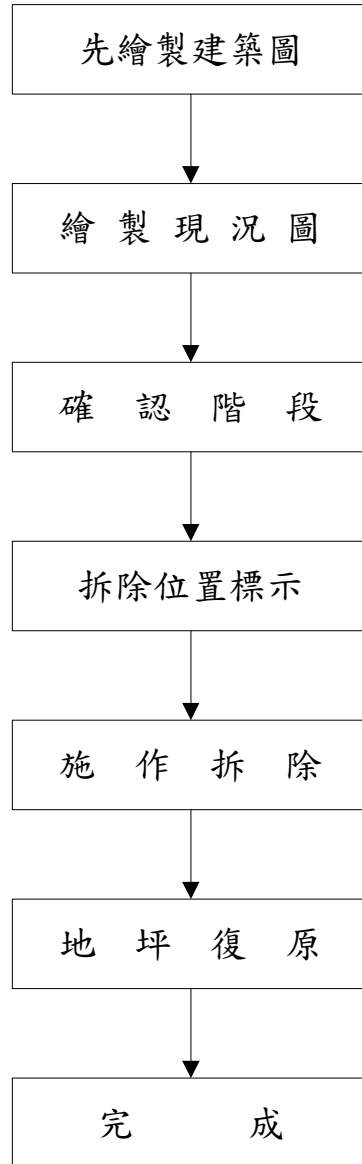 先繪製建築圖
繪製現況圖
確認階段
拆除位置標示
施作拆除
地坪復原
完成